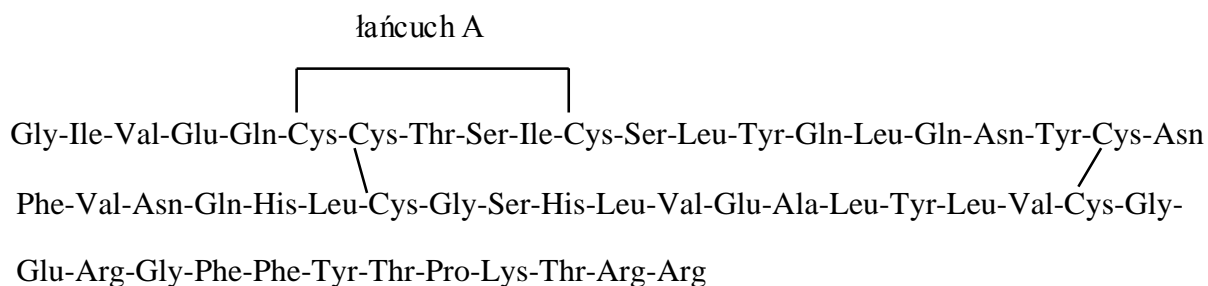 łańcuch A
Gly-Ile-Val-Glu-Gln-Cys-Cys-Thr-Ser-Ile-Cys-Ser-Leu-Tyr-Gln-Leu-Gln-Asn-Tyr-Cys-Asn
Phe-Val-Asn-Gln-His-Leu-Cys-Gly-Ser-His-Leu-Val-Glu-Ala-Leu-Tyr-Leu-Val-Cys-Gly-
Glu-Arg-Gly-Phe-Phe-Tyr-Thr-Pro-Lys-Thr-Arg-Arg